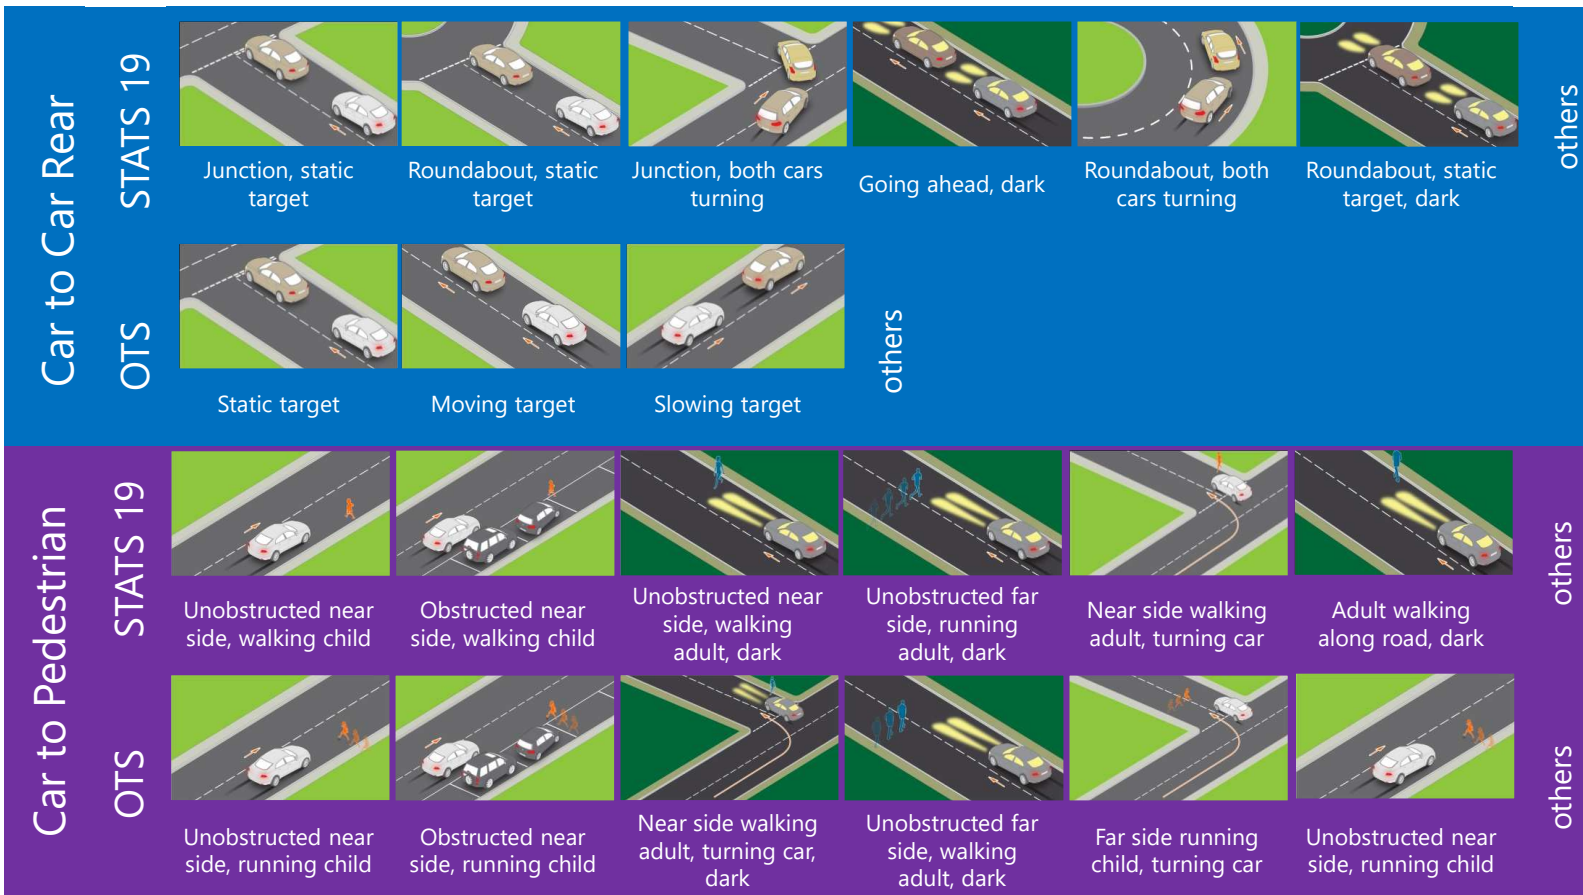 Car to Car Rear
STATS 19
Junction, static
target
Roundabout, static
target
Junction, both cars
turning
Going ahead, dark
Roundabout, both
cars turning
Roundabout, static
target, dark
others
OTS
Static target
Moving target
Slowing target
others
Car to Pedestrian
STATS 19
Unobstructed near
side, walking child
Obstructed near
side, walking child
Unobstructed near
side, walking
adult, dark
Unobstructed far
side, running
adult, dark
Near side walking
adult, turning car
Adult walking
along road, dark
others
OTS
Unobstructed near
side, running child
Obstructed near
side, running child
Near side walking
adult, turning car,
dark
Unobstructed far
side, walking
adult, dark
Far side running
child, turning car
Unobstructed near
side, running child
others